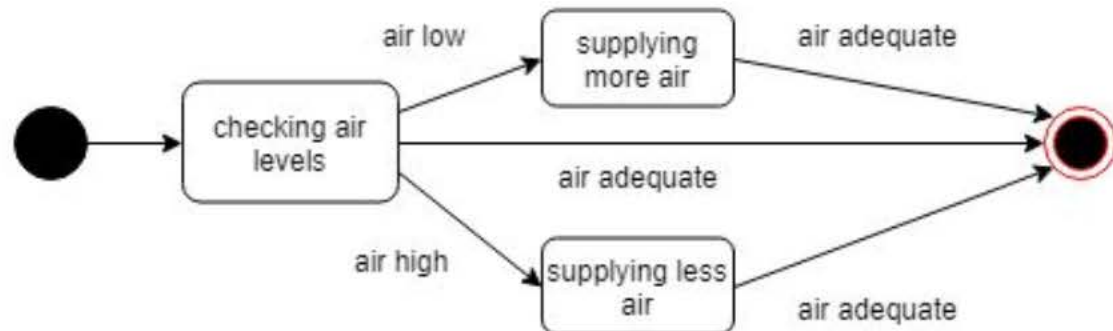 air low
supplying
more air
air adequate
checking air
levels
air adequate
air high
supplying less
air
air adequate